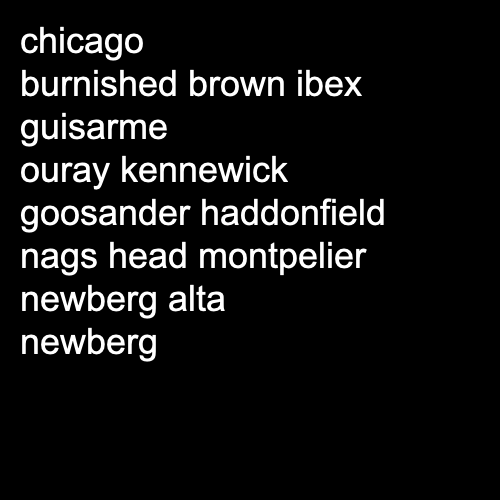 chicago
burnished brown ibex
guisarme
ouray kennewick
goosander haddonfield
nags head montpelier
newberg alta
newberg